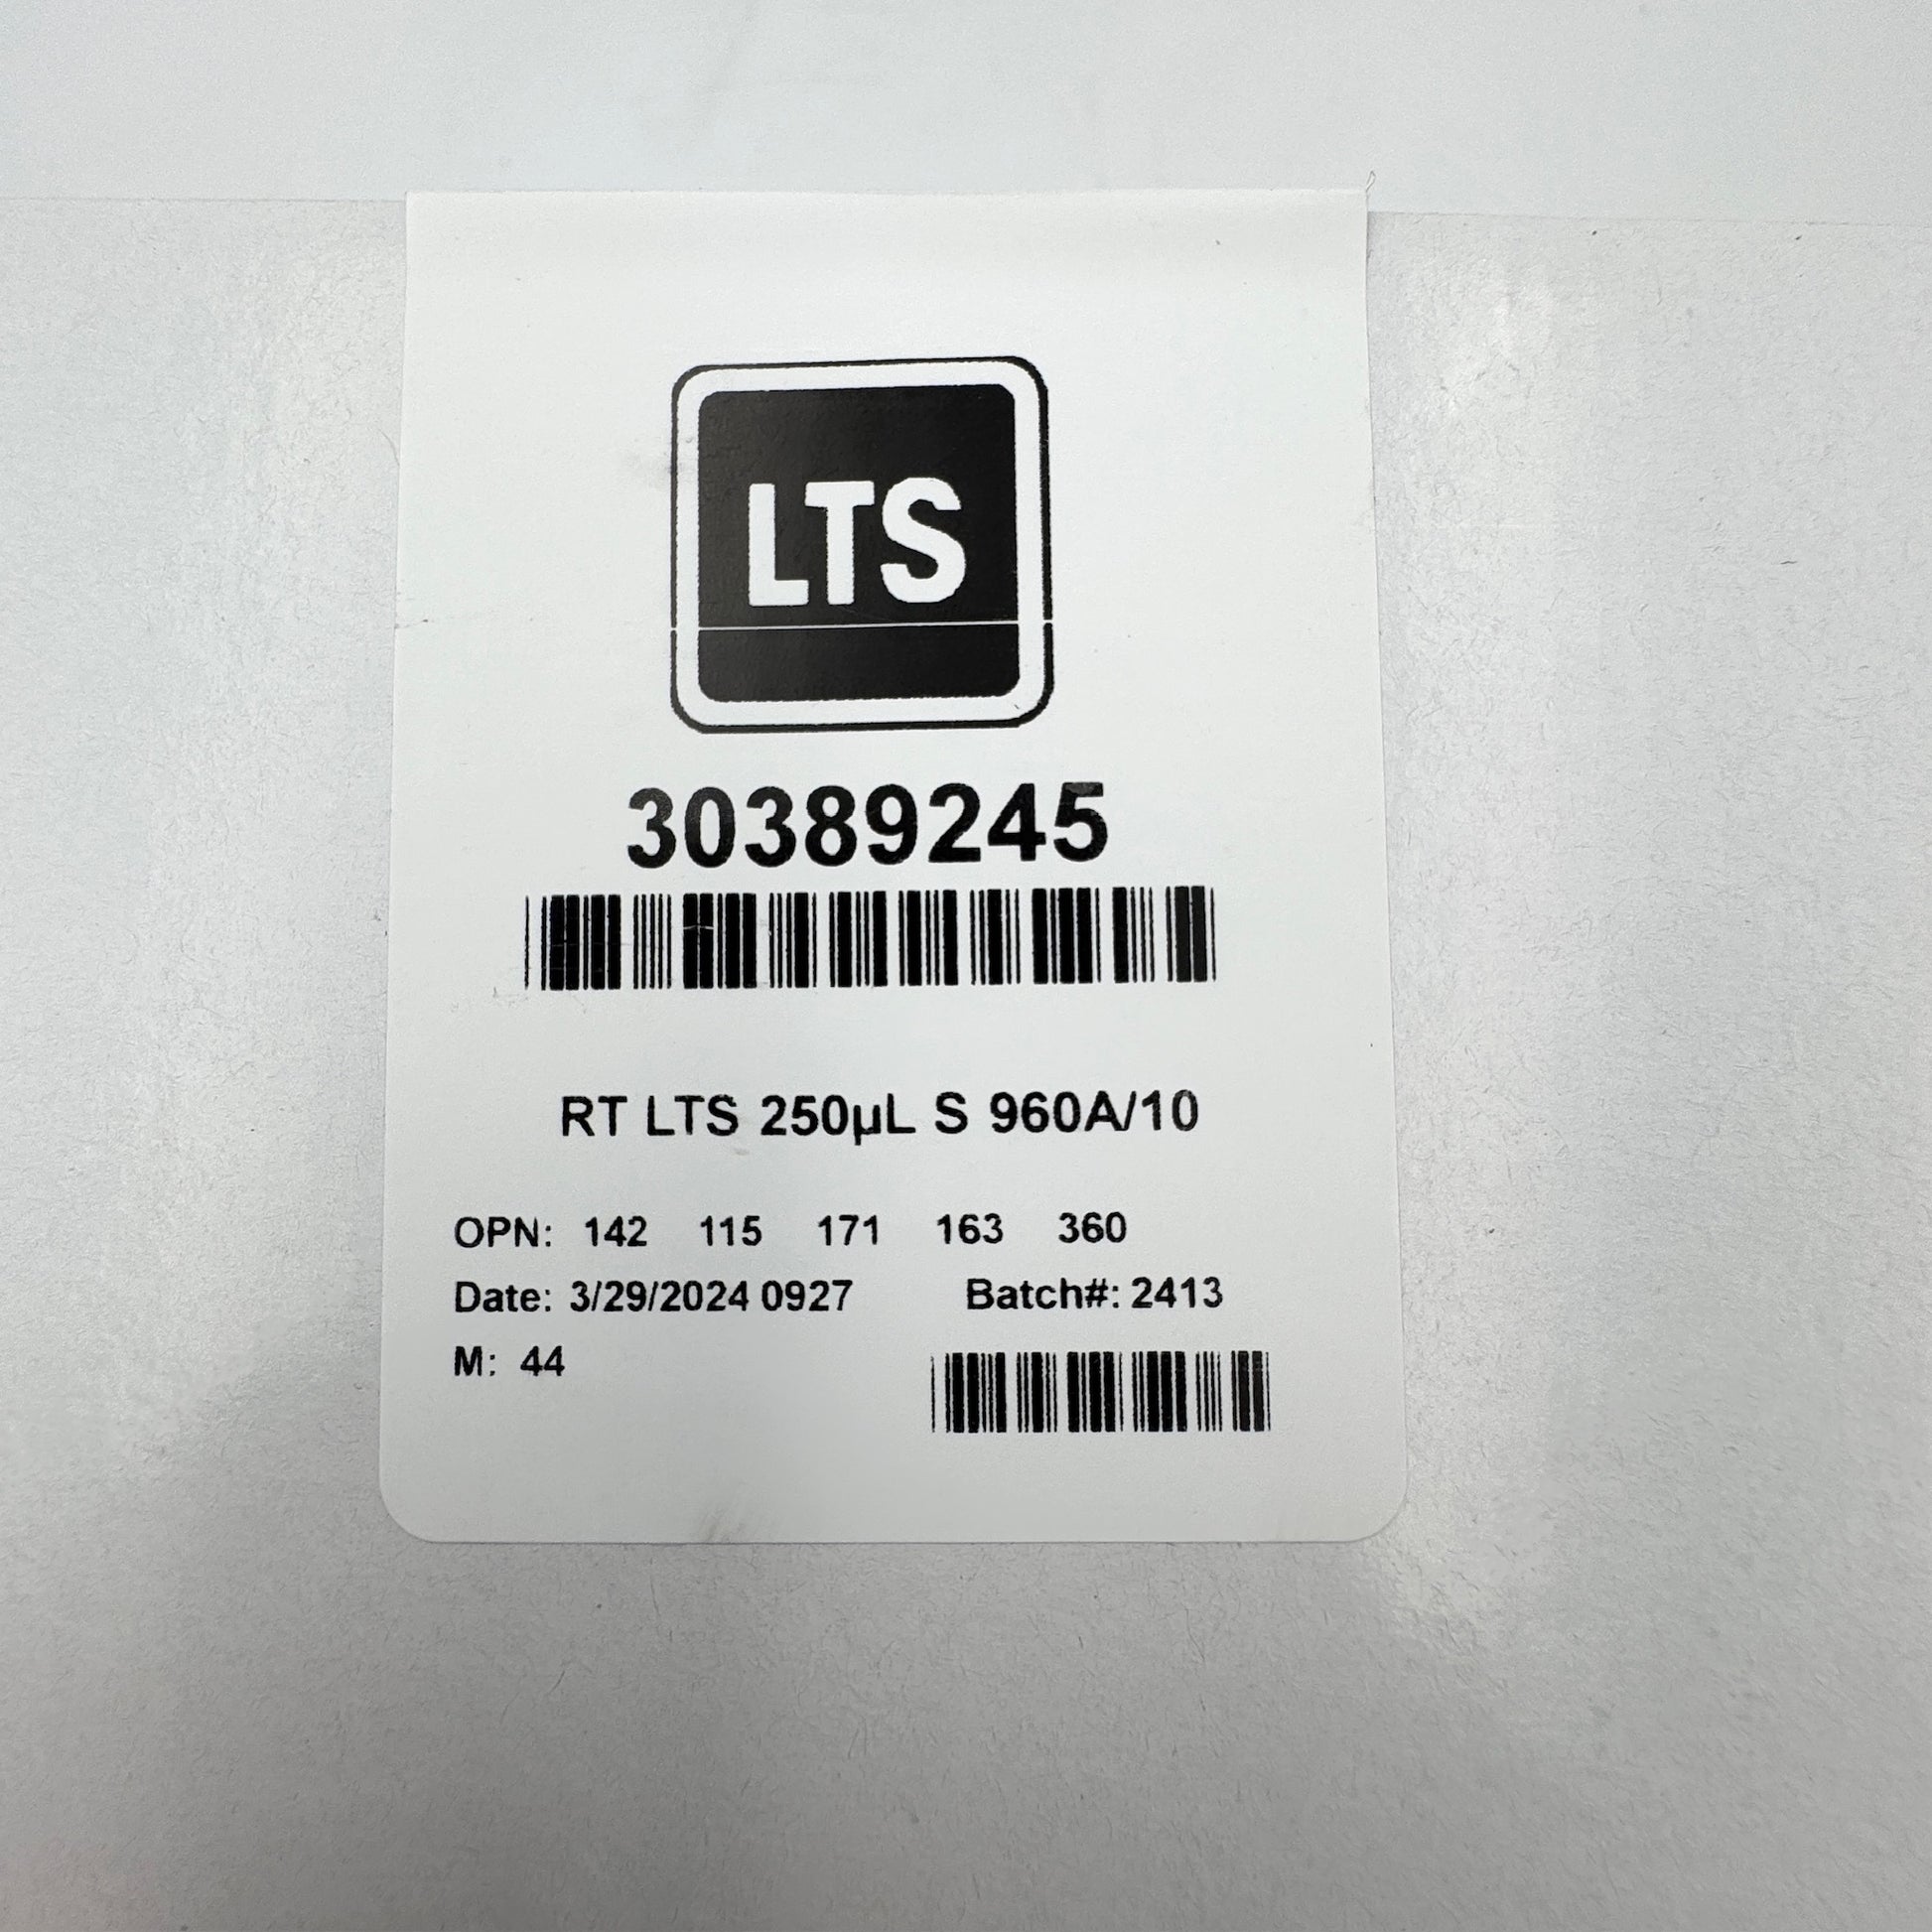 LTS
30389245
RT LTS 250µL S 960A/10
OPN: 142 115 171 163 360
Date: 3/29/2024 0927 Batch#: 2413
M: 44